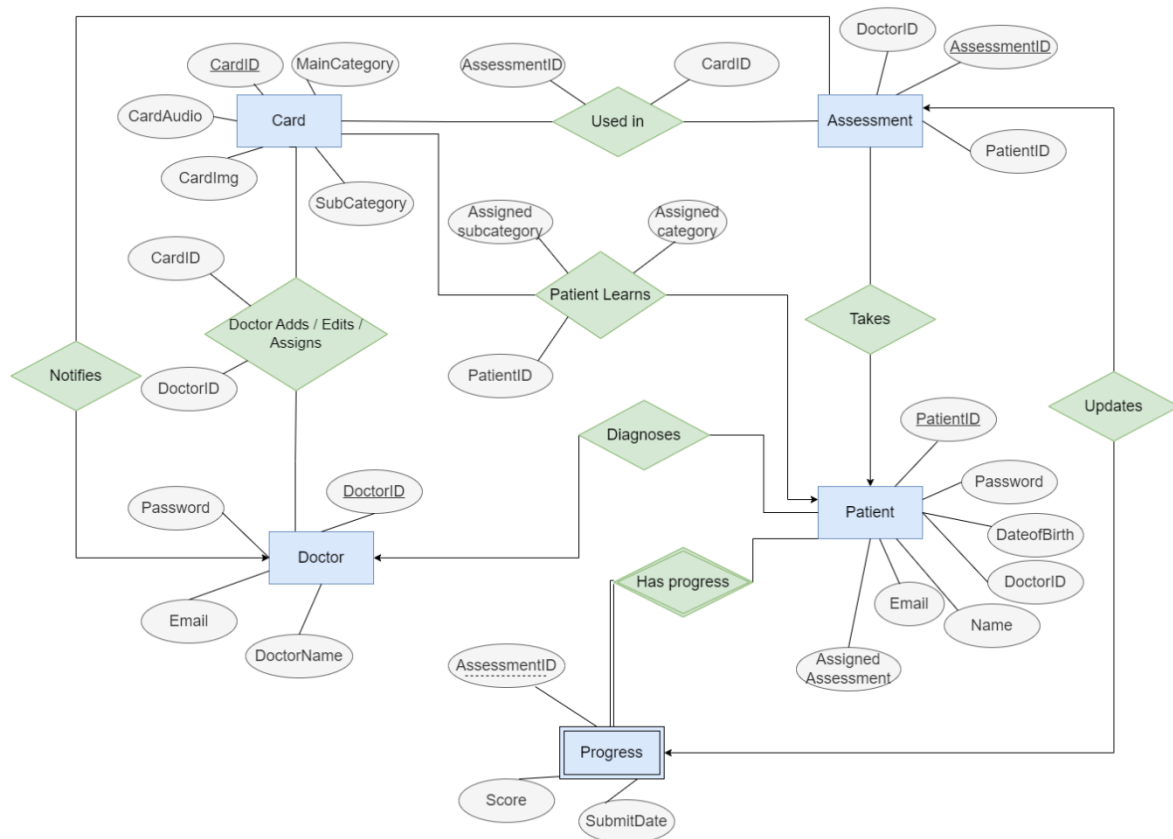 DoctorID
AssessmentID
CardID
MainCategory
AssessmentID
CardID
CardAudio
Card
Used in
Assessment
PatientID
CardImg
SubCategory
Assigned
subcategory
Assigned
category
CardID
Patient Learns
Doctor Adds / Edits /
Assigns
Takes
Notifies
DoctorID
PatientID
Updates
PatientID
Diagnoses
DoctorID
Password
Password
Patient
DateofBirth
Doctor
Has progress
DoctorID
Email
Email
Name
DoctorName
AssessmentID
Assigned
Assessment
Progress
Score
SubmitDate